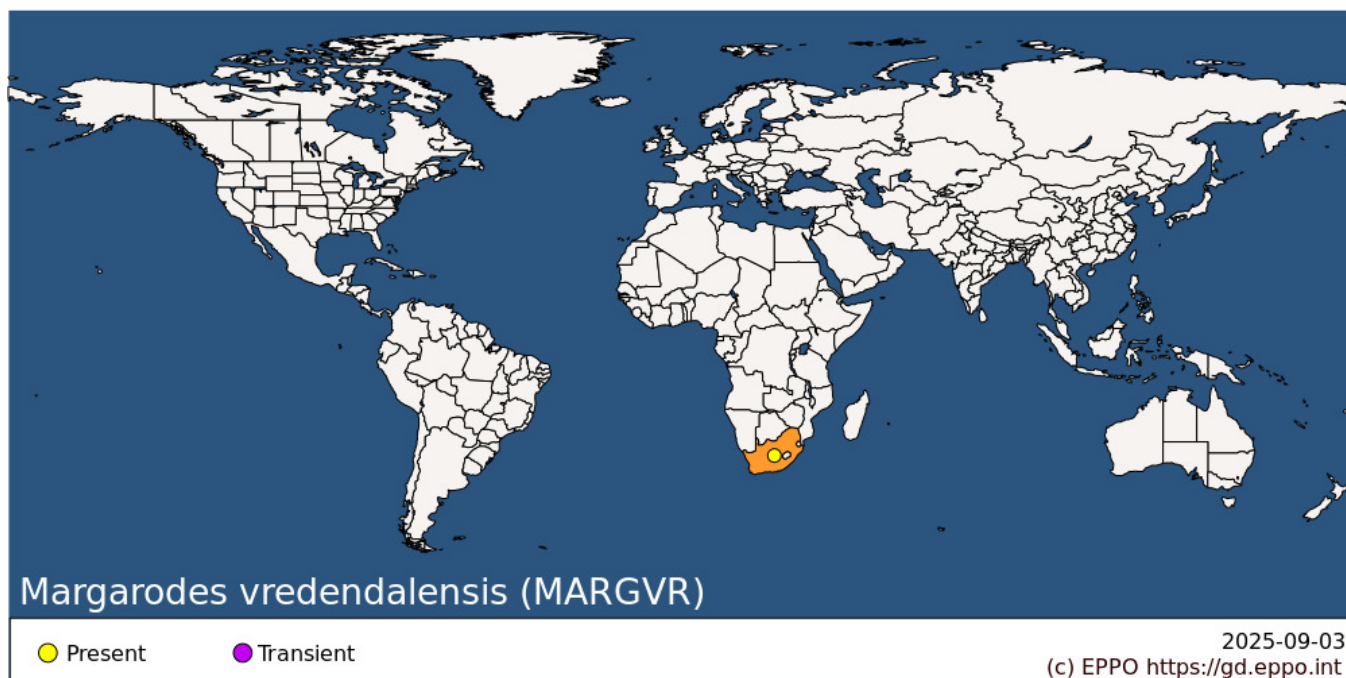 Margarodes vredendalensis (MARGVR)
Present
Transient
2025-09-03
(c) EPPO https://gd.eppo.int